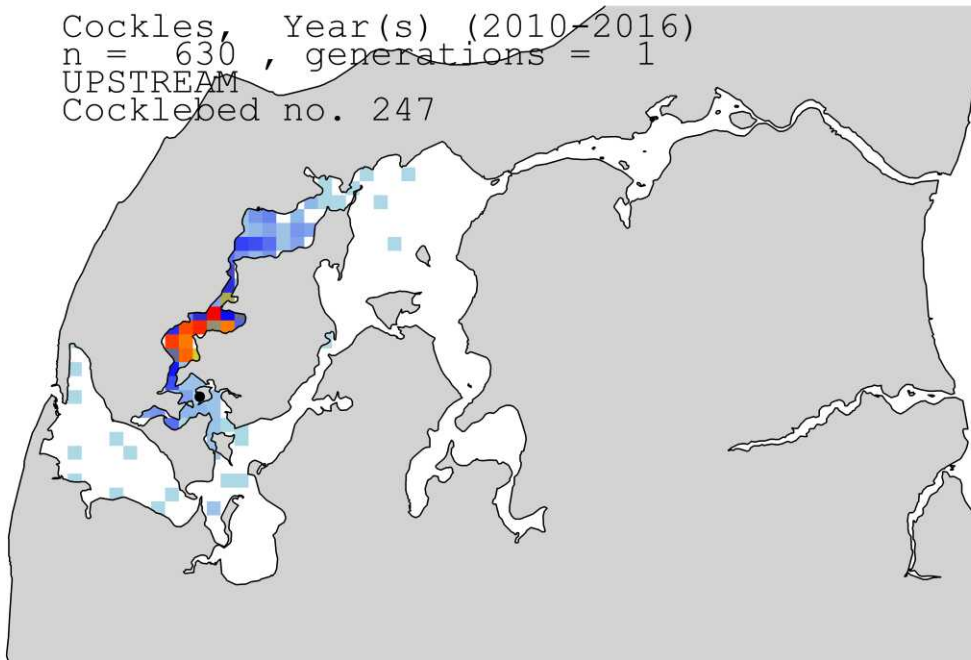 Cockles, Year(s) (2010-2016)
n = 630 , generations = 1
UPSTREAM
Cocklebed no. 247